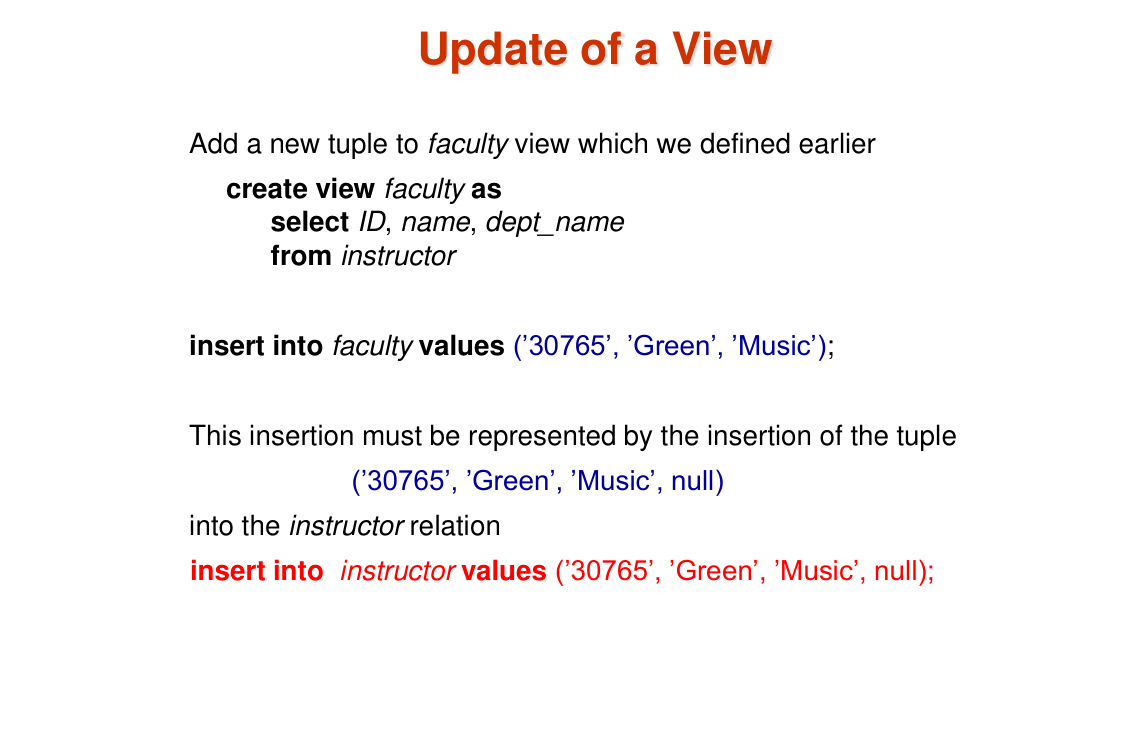 Update of a View
Add a new tuple to faculty view which we defined earlier
create view faculty as
select ID, name, dept_name
from instructor
insert into faculty values (’30765’, ’Green’, ’Music’);
This insertion must be represented by the insertion of the tuple
(’30765’, ’Green’, ’Music’, null)
into the instructor relation
insert into instructor values (’30765’, ’Green’, ’Music’, null);